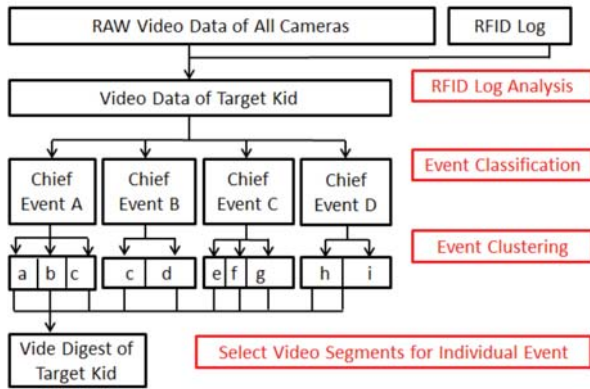 RAW Video Data of All Cameras
RFID Log
Video Data of Target Kid
RFID Log Analysis
Chief
Event A
Chief
Event B
Chief
Event C
Chief
Event D
Event Classification
a b c
c d
e f g
h i
Event Clustering
Vide Digest of
Target Kid
Select Video Segments for Individual Event